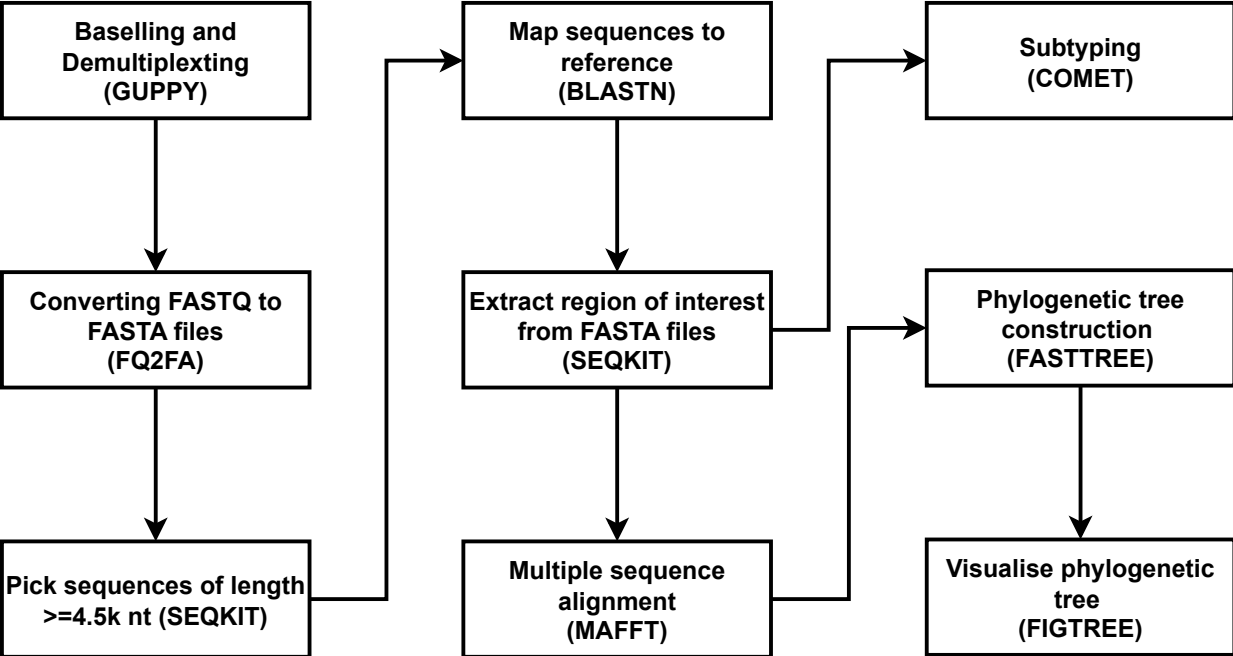 Baselling and
Demultiplexting
(GUPPY)
Converting FASTQ to
FASTA files
(FQ2FA)
Pick sequences of length
>=4.5k nt (SEQKIT)
Map sequences to
reference
(BLASTN)
Extract region of interest
from FASTA files
(SEQKIT)
Multiple sequence
alignment
(MAFFT)
Subtyping
(COMET)
Phylogenetic tree
construction
(FASTTREE)
Visualise phylogenetic
tree
(FIGTREE)